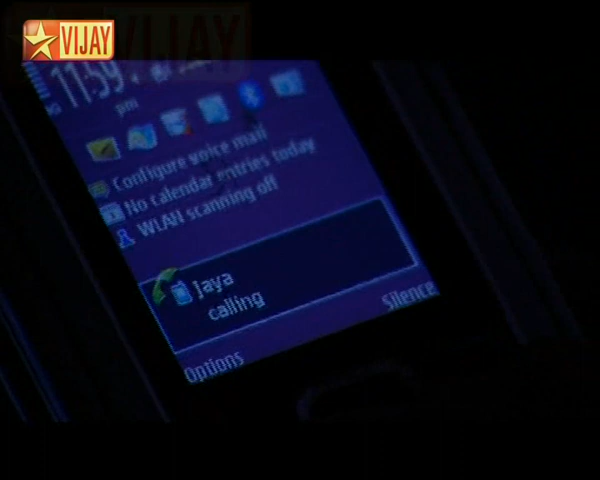 VIJAY
11:59
pm
Configure voice mail
No calendar entries today
WLAN scanning off
Jaya
calling
Silence
Options